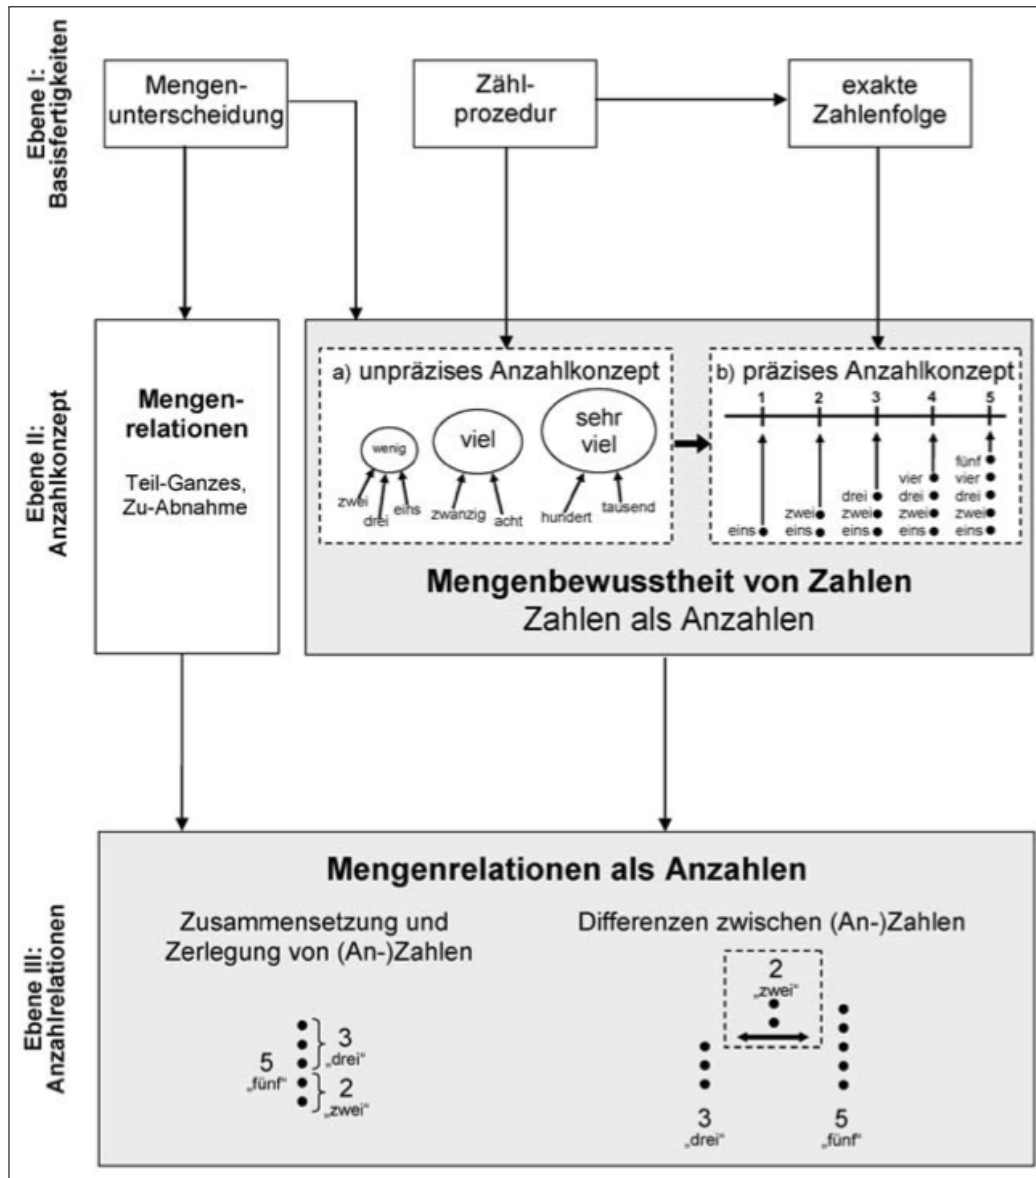 Ebene I:
Basisfertigkeiten
Mengen-
unterscheidung
Zähl-
prozedur
exakte
Zahlenfolge
Ebene II:
Anzahlkonzept
Mengen-
relationen
Teil-Ganzes,
Zu-Abnahme
a) unpräzises Anzahlkonzept
wenig
viel
sehr
viel
zwei
drei
eins
zwanzig
acht
hundert
tausend
b) präzises Anzahlkonzept
1 2 3 4 5
fünf
vier vier
drei drei drei
zwei zwei zwei zwei
eins eins eins eins eins
Mengenbewusstheit von Zahlen
Zahlen als Anzahlen
Ebene III:
Anzahlrelationen
Mengenrelationen als Anzahlen
Zusammensetzung und
Zerlegung von (An-)Zahlen
5
„fünf“
3
„drei“
2
„zwei“
Differenzen zwischen (An-)Zahlen
2
„zwei“
3
„drei“
5
„fünf“